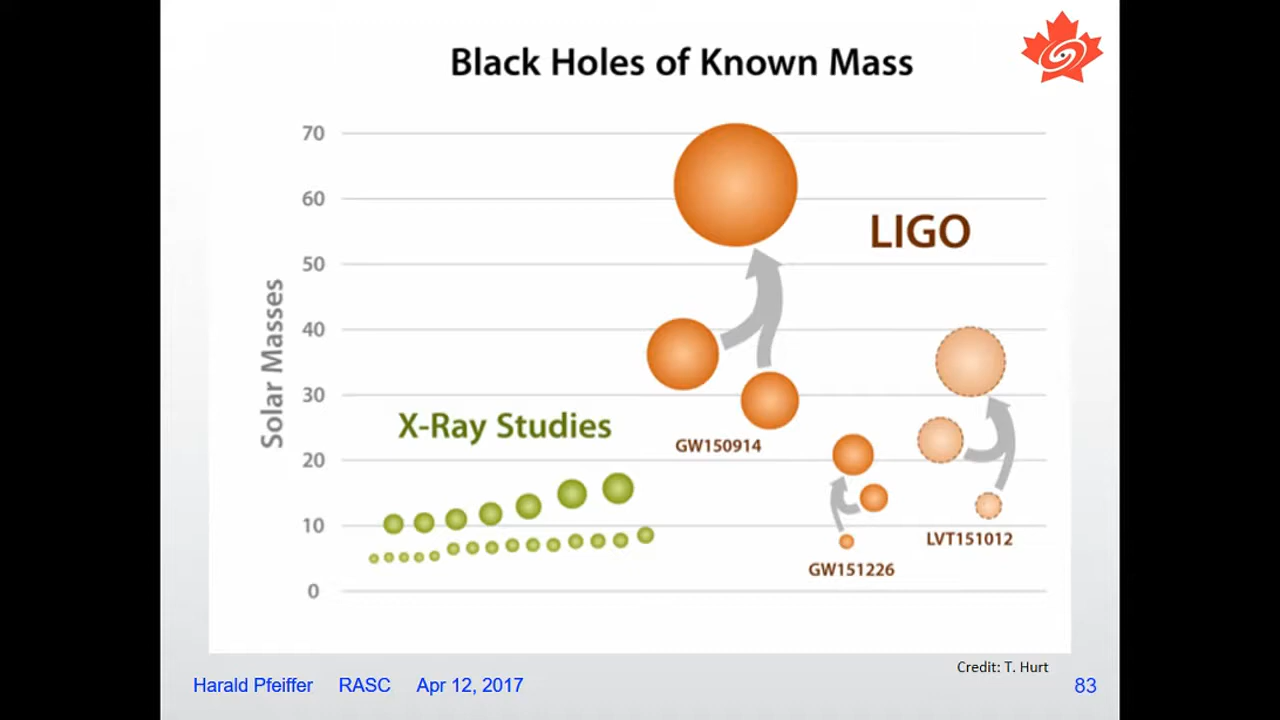 Black Holes of Known Mass
70
60
50
40
30
20
10
0
Solar Masses
LIGO
X-Ray Studies
GW150914
GW151226
LVT151012
Credit: T. Hurt
Harald Pfeiffer RASC Apr 12, 2017
83